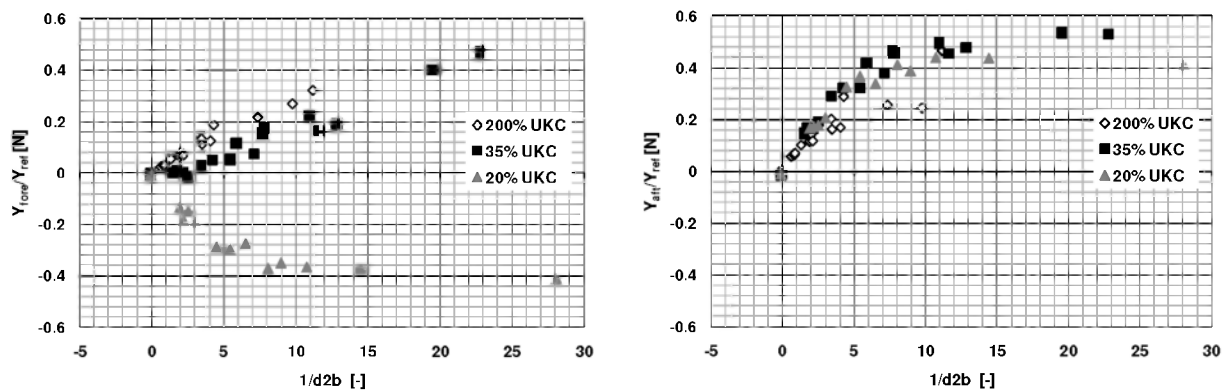 0.6
0.4
0.2
0
-0.2
-0.4
-0.6
Y_fore/Y_ref [N]
200% UKC
35% UKC
20% UKC
-5 0 5 10 15 20 25 30
1/d2b [-]
0.6
0.4
0.2
0
-0.2
-0.4
-0.6
Y_aft/Y_ref [N]
200% UKC
35% UKC
20% UKC
-5 0 5 10 15 20 25 30
1/d2b [-]